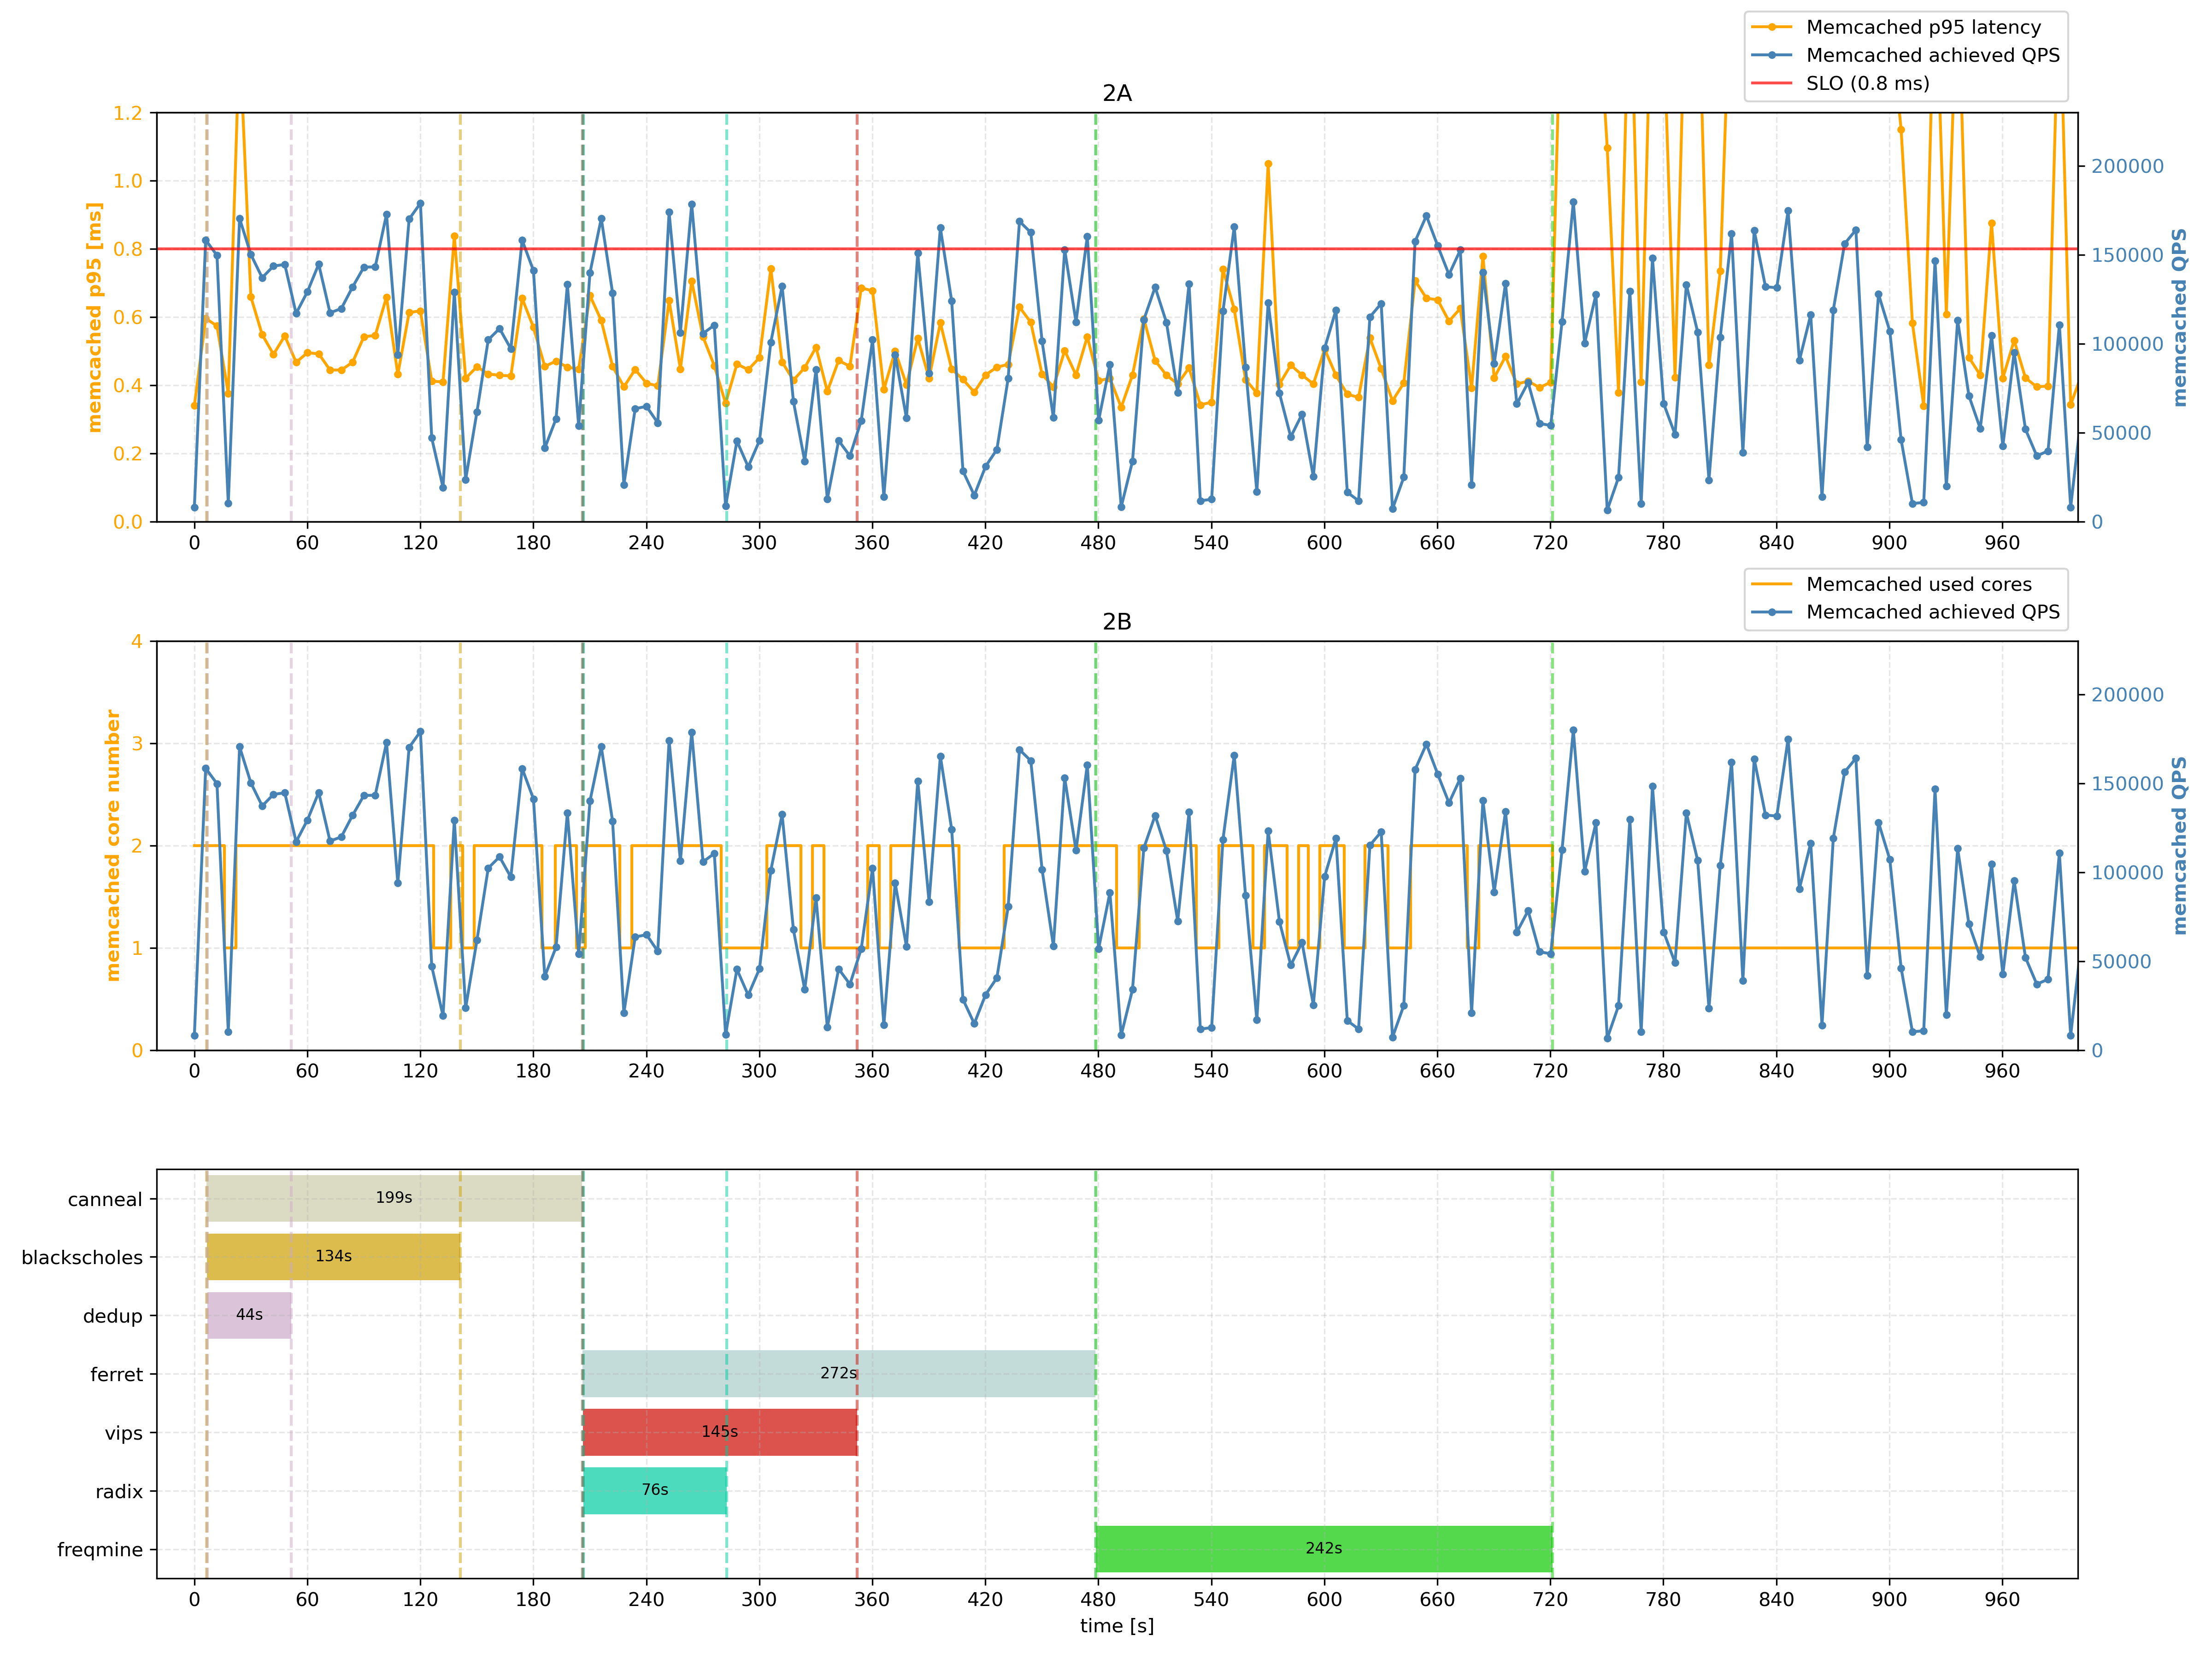 Memcached p95 latency
Memcached achieved QPS
SLO (0.8 ms)
2A
memcached p95 [ms]
1.2
1.0
0.8
0.6
0.4
0.2
0.0
200000
150000
100000
50000
0
memcached QPS
0 60 120 180 240 300 360 420 480 540 600 660 720 780 840 900 960
Memcached used cores
Memcached achieved QPS
2B
memcached core number
4
3
2
1
0
200000
150000
100000
50000
0
memcached QPS
0 60 120 180 240 300 360 420 480 540 600 660 720 780 840 900 960
canneal 199s
blackscholes 134s
dedup 44s
ferret 272s
vips 145s
radix 76s
freqmine 242s
0 60 120 180 240 300 360 420 480 540 600 660 720 780 840 900 960
time [s]